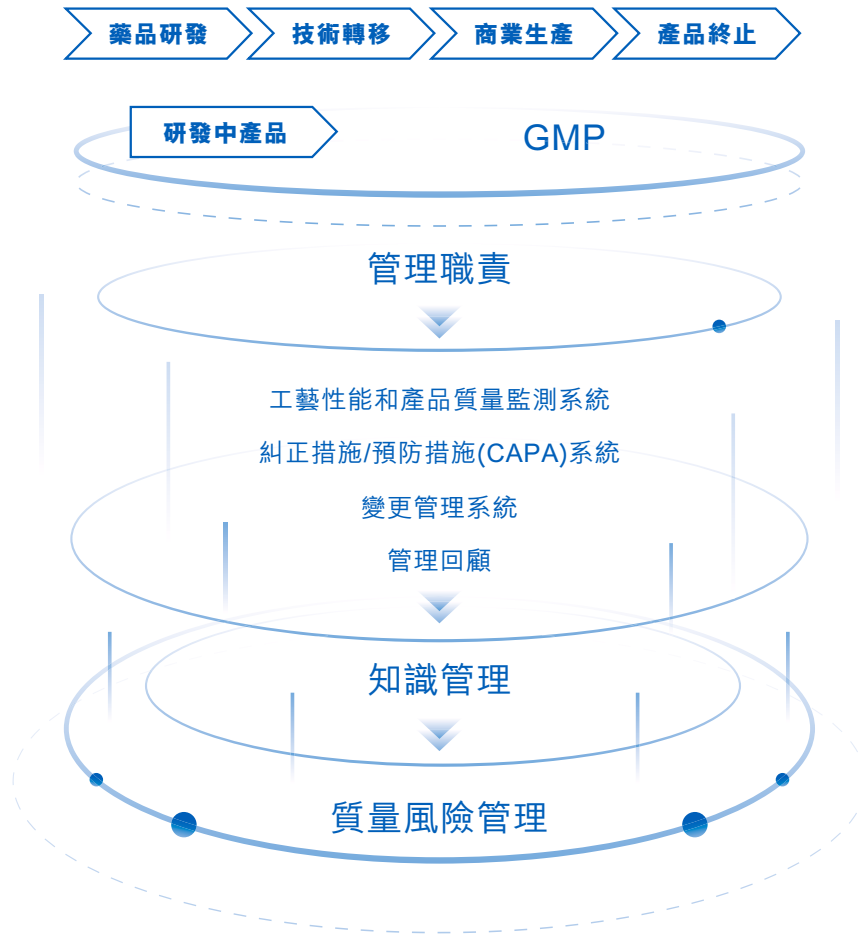 藥品研發 技術轉移 商業生產 產品終止
研發中產品 GMP
管理職責
工藝性能和產品質量監測系統
糾正措施/預防措施(CAPA)系統
變更管理系統
管理回顧
知識管理
質量風險管理